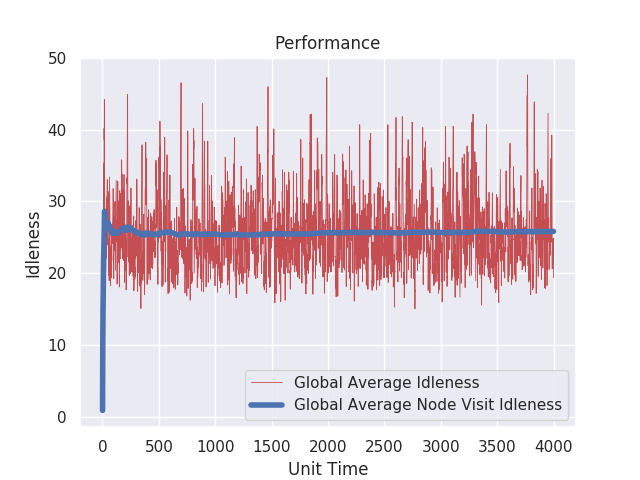 Performance
50
40
30
20
10
0
Idleness
Global Average Idleness
Global Average Node Visit Idleness
0 500 1000 1500 2000 2500 3000 3500 4000
Unit Time